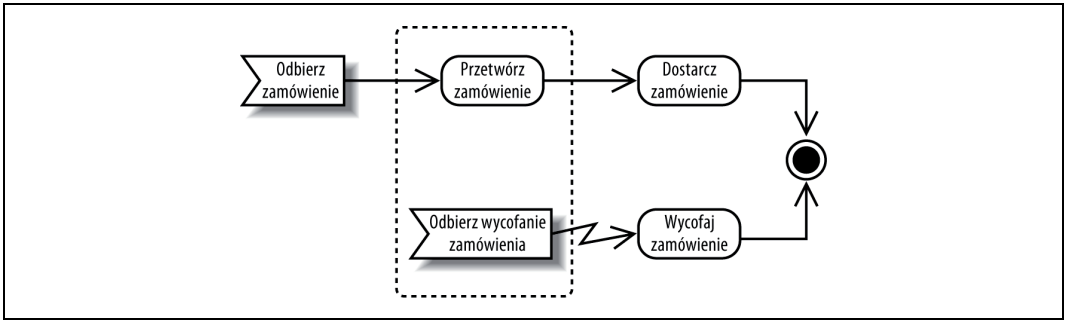 Odbierz
zamówienie
Przetwórz
zamówienie
Dostarcz
zamówienie
Odbierz wycofanie
zamówienia
Wycofaj
zamówienie